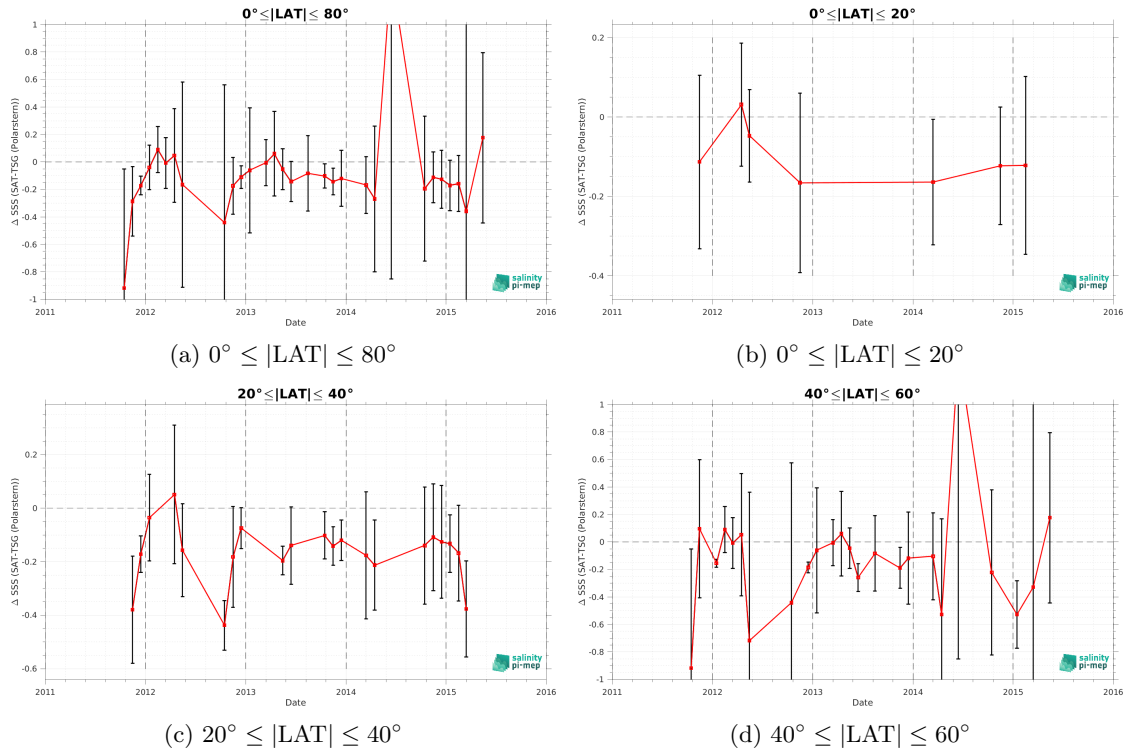 0°≤|LAT|≤ 80°
Δ SSS (SAT-TSG (Polarstern))
1
0.8
0.6
0.4
0.2
0
-0.2
-0.4
-0.6
-0.8
-1
2011 2012 2013 2014 2015 2016
Date
salinity
pi-mep
(a) 0° ≤ |LAT| ≤ 80°
0°≤|LAT|≤ 20°
Δ SSS (SAT-TSG (Polarstern))
0.2
0
-0.2
-0.4
2011 2012 2013 2014 2015 2016
Date
salinity
pi-mep
(b) 0° ≤ |LAT| ≤ 20°
20°≤|LAT|≤ 40°
Δ SSS (SAT-TSG (Polarstern))
0
-0.2
-0.4
-0.6
2011 2012 2013 2014 2015 2016
Date
salinity
pi-mep
(c) 20° ≤ |LAT| ≤ 40°
40°≤|LAT|≤ 60°
Δ SSS (SAT-TSG (Polarstern))
1
0.8
0.6
0.4
0.2
0
-0.2
-0.4
-0.6
-0.8
-1
2011 2012 2013 2014 2015 2016
Date
salinity
pi-mep
(d) 40° ≤ |LAT| ≤ 60°